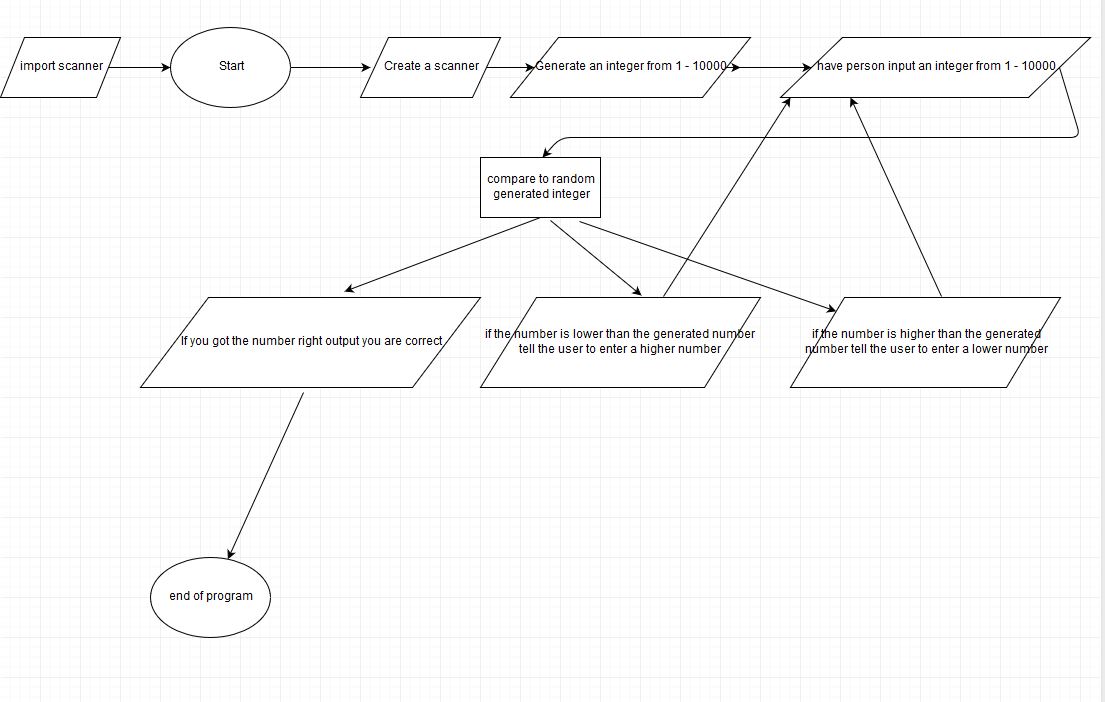 import scanner
Start
Create a scanner
Generate an integer from 1 - 10000
have person input an integer from 1 - 10000
compare to random
generated integer
If you got the number right output you are correct
if the number is lower than the generated number
tell the user to enter a higher number
if the number is higher than the generated
number tell the user to enter a lower number
end of program